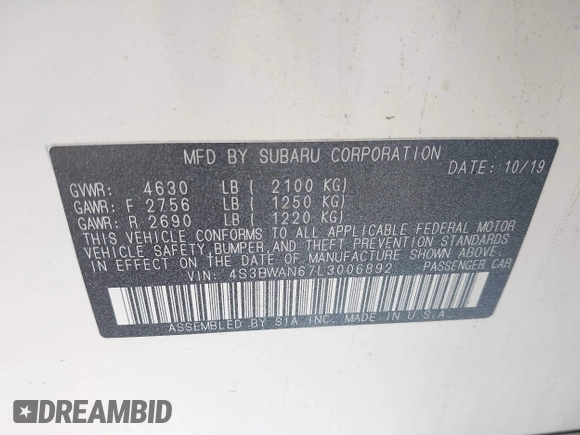 MFD BY SUBARU CORPORATION
DATE: 10/19
GVWR: 4630 LB ( 2100 KG)
GAWR: F 2756 LB ( 1250 KG)
GAWR: R 2690 LB ( 1220 KG)
THIS VEHICLE CONFORMS TO ALL APPLICABLE FEDERAL MOTOR
VEHICLE SAFETY, BUMPER AND THEFT PREVENTION STANDARDS
IN EFFECT ON THE DATE OF MANUFACTURE SHOWN ABOVE.
VIN: 4S3BWAN67L3006892 PASSENGER CAR
ASSEMBLED BY SIA INC. MADE IN U.S.A.
DREAMBID